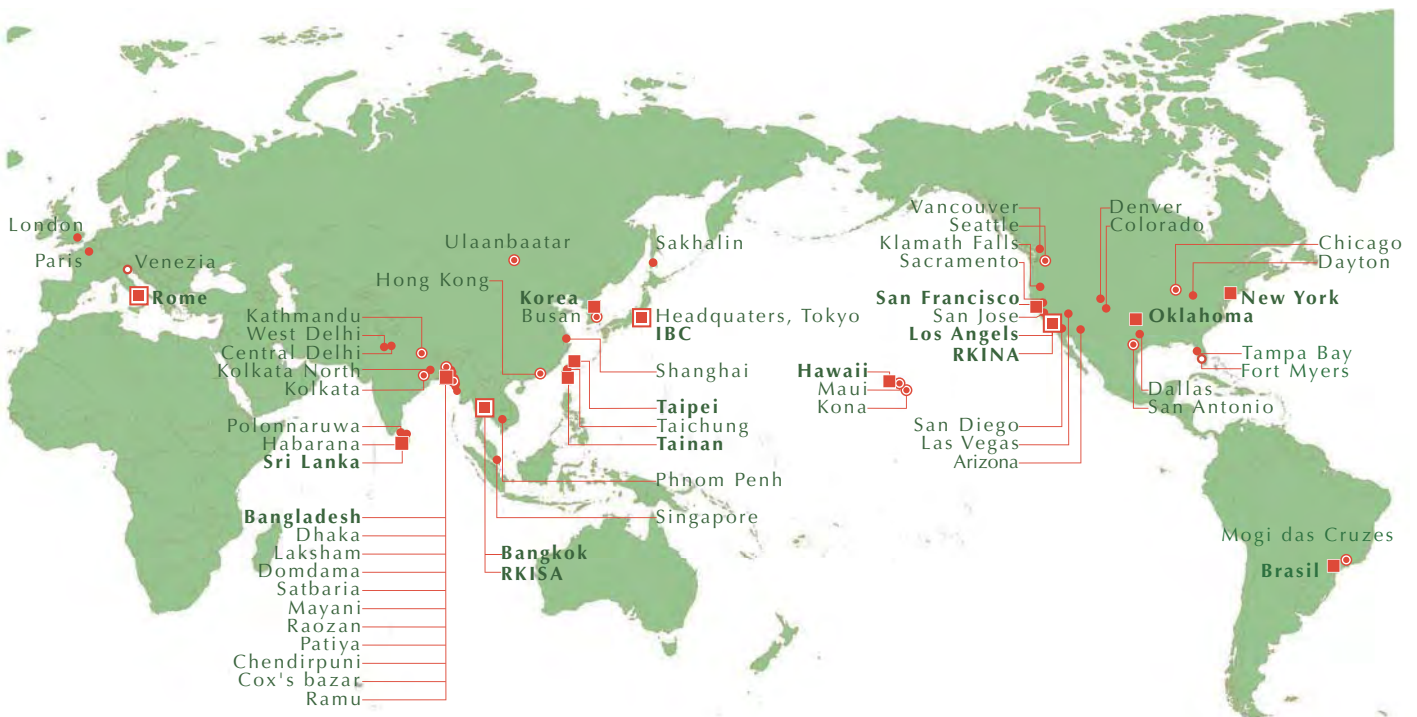 London
Paris
Venezia
Rome
Ulaanbaatar
Hong Kong
Sakhalin
Korea
Busan
Headquaters, Tokyo
IBC
Kathmandu
West Delhi
Central Delhi
Kolkata North
Kolkata
Shanghai
Taipei
Taichung
Tainan
Polonnaruwa
Habarana
Sri Lanka
Phnom Penh
Singapore
Bangladesh
Dhaka
Laksham
Domdama
Satbaria
Mayani
Raozan
Patiya
Chendirpuni
Cox's bazar
Ramu
Bangkok
RKISA
Vancouver
Seattle
Klamath Falls
Sacramento
San Francisco
San Jose
Los Angels
RKINA
Hawaii
Maui
Kona
San Diego
Las Vegas
Arizona
Denver
Colorado
Chicago
Dayton
New York
Oklahoma
Tampa Bay
Fort Myers
Dallas
San Antonio
Mogi das Cruzes
Brasil